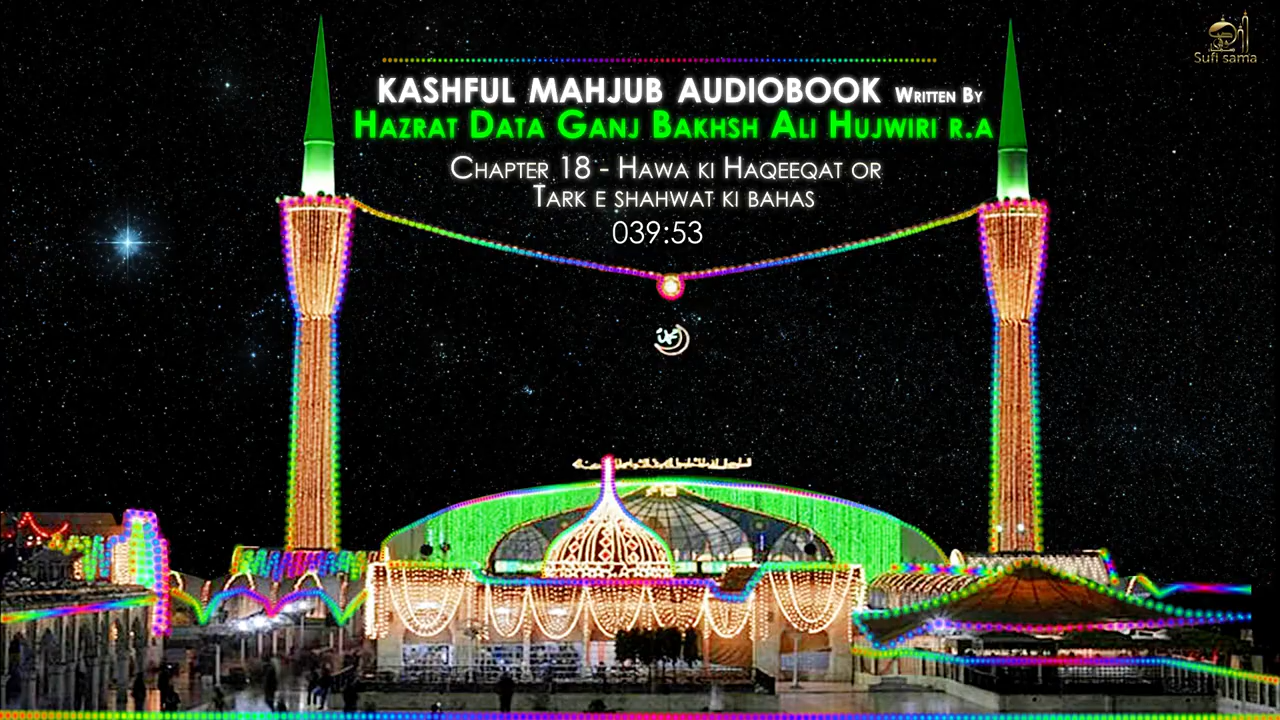 KASHFUL MAHJUB AUDIOBOOK WRITTEN BY
HAZRAT DATA GANJ BAKHSH ALI HUJWIRI R.A
CHAPTER 18 - HAWA KI HAQEEQAT OR
TARK E SHAHWAT KI BAHAS
039:53
Sufi sama